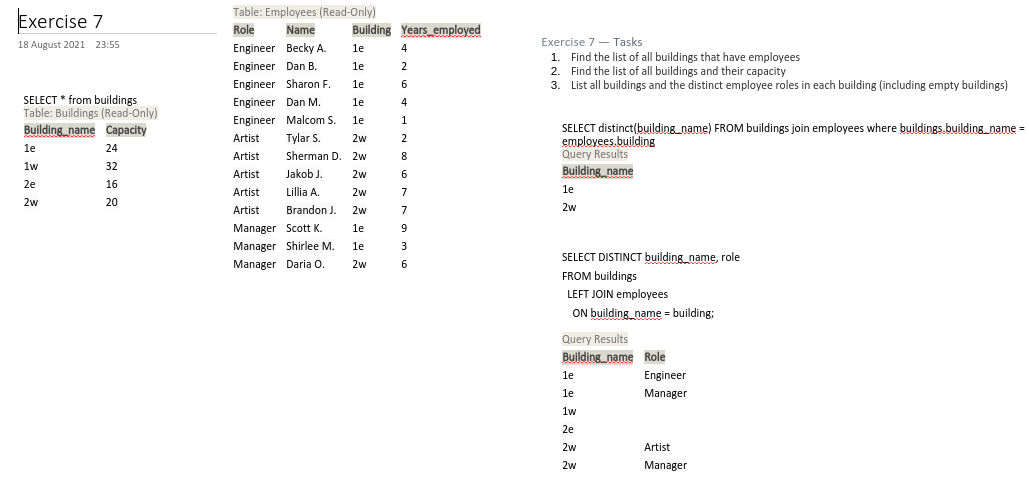 Exercise 7
18 August 2021 23:55
SELECT * from buildings
Table: Buildings (Read-Only)
Building_name Capacity
1e 24
1w 32
2e 16
2w 20
Table: Employees (Read-Only)
Role Name Building Years_employed
Engineer Becky A. 1e 4
Engineer Dan B. 1e 2
Engineer Sharon F. 1e 6
Engineer Dan M. 1e 4
Engineer Malcom S. 1e 1
Artist Tylar S. 2w 2
Artist Sherman D. 2w 8
Artist Jakob J. 2w 6
Artist Lillia A. 2w 7
Artist Brandon J. 2w 7
Manager Scott K. 1e 9
Manager Shirlee M. 1e 3
Manager Daria O. 2w 6
Exercise 7 — Tasks
1. Find the list of all buildings that have employees
2. Find the list of all buildings and their capacity
3. List all buildings and the distinct employee roles in each building (including empty buildings)
SELECT distinct(building_name) FROM buildings join employees where buildings.building_name =
employees.building
Query Results
Building_name
1e
2w
SELECT DISTINCT building_name, role
FROM buildings
LEFT JOIN employees
ON building_name = building;
Query Results
Building_name Role
1e Engineer
1e Manager
1w
2e
2w Artist
2w Manager